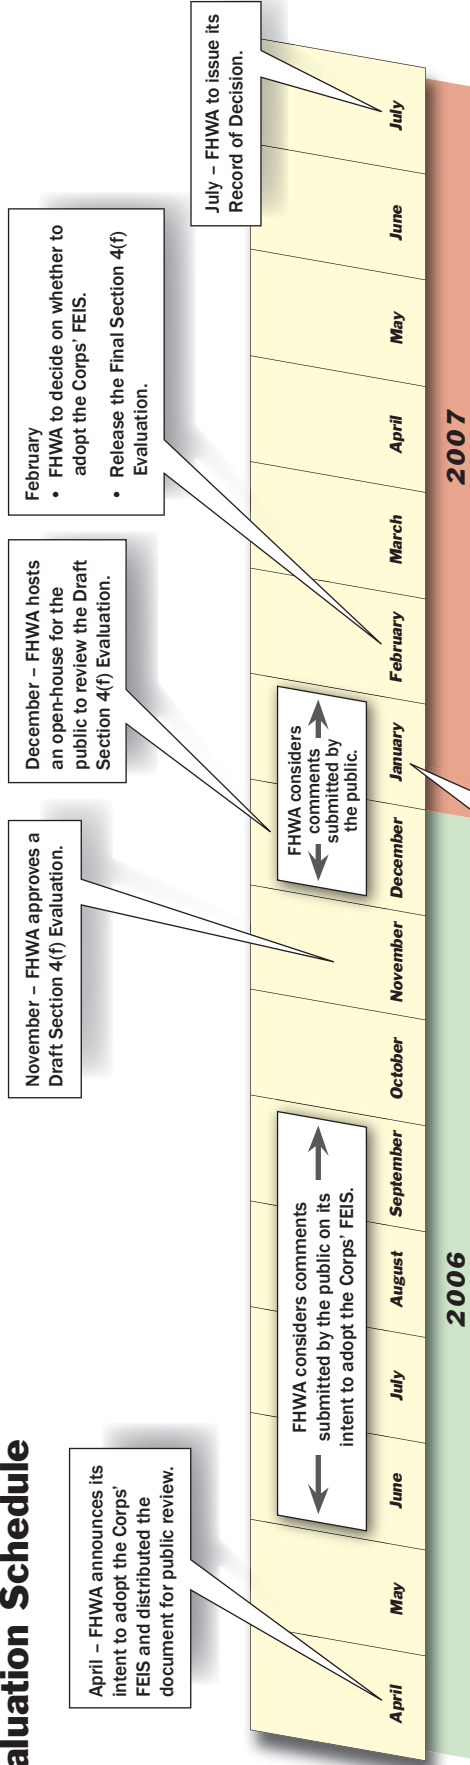 aluation Schedule
April – FHWA announces its
intent to adopt the Corps'
FEIS and distributed the
document for public review.
November – FHWA approves a
Draft Section 4(f) Evaluation.
December – FHWA hosts
an open-house for the
public to review the Draft
Section 4(f) Evaluation.
February
• FHWA to decide on whether to
adopt the Corps' FEIS.
• Release the Final Section 4(f)
Evaluation.
July – FHWA to issue its
Record of Decision.
FHWA considers comments
submitted by the public on its
intent to adopt the Corps' FEIS.
FHWA considers
comments
submitted by
the public.
April May June July August September October November December January February March April May June July
2006 2007